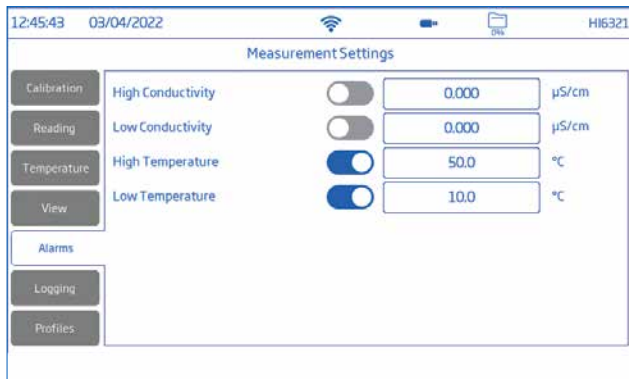 12:45:43 03/04/2022 0% HI6321
Measurement Settings
Calibration
High Conductivity 0.000 µS/cm
Reading
Low Conductivity 0.000 µS/cm
Temperature
High Temperature 50.0 °C
View
Low Temperature 10.0 °C
Alarms
Logging
Profiles